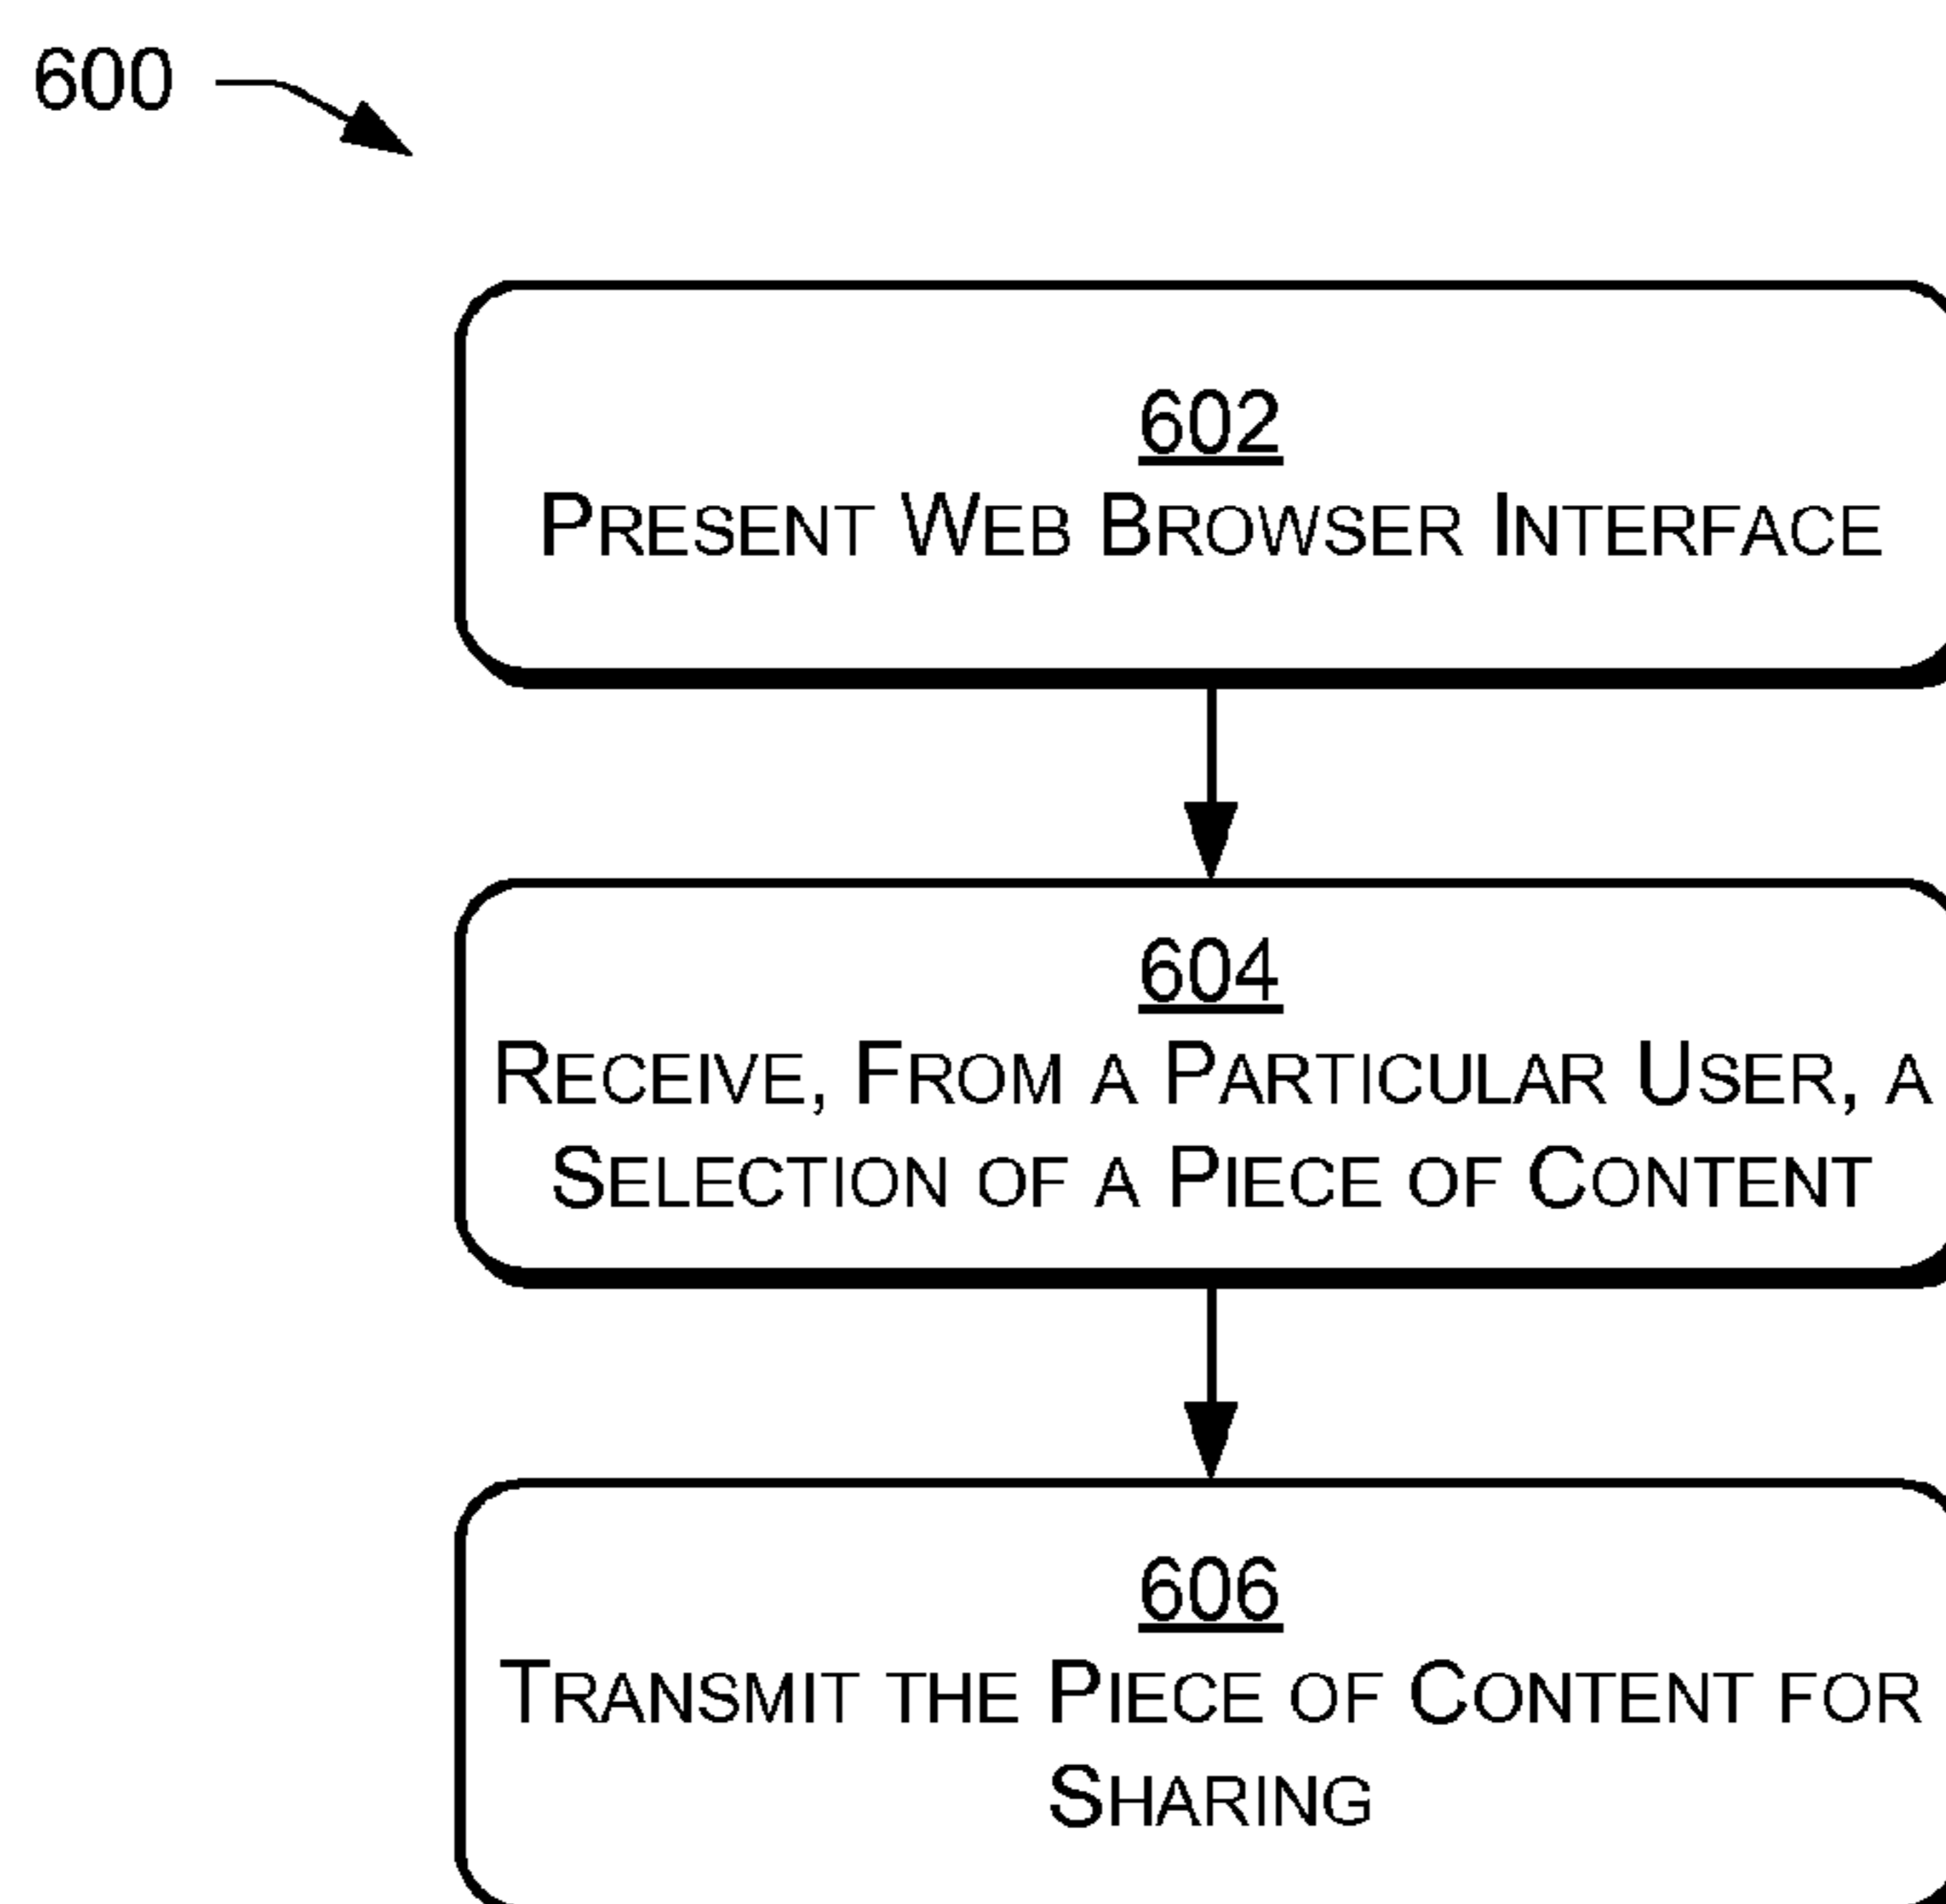 600
602
PRESENT WEB BROWSER INTERFACE
604
RECEIVE, FROM A PARTICULAR USER, A
SELECTION OF A PIECE OF CONTENT
606
TRANSMIT THE PIECE OF CONTENT FOR
SHARING